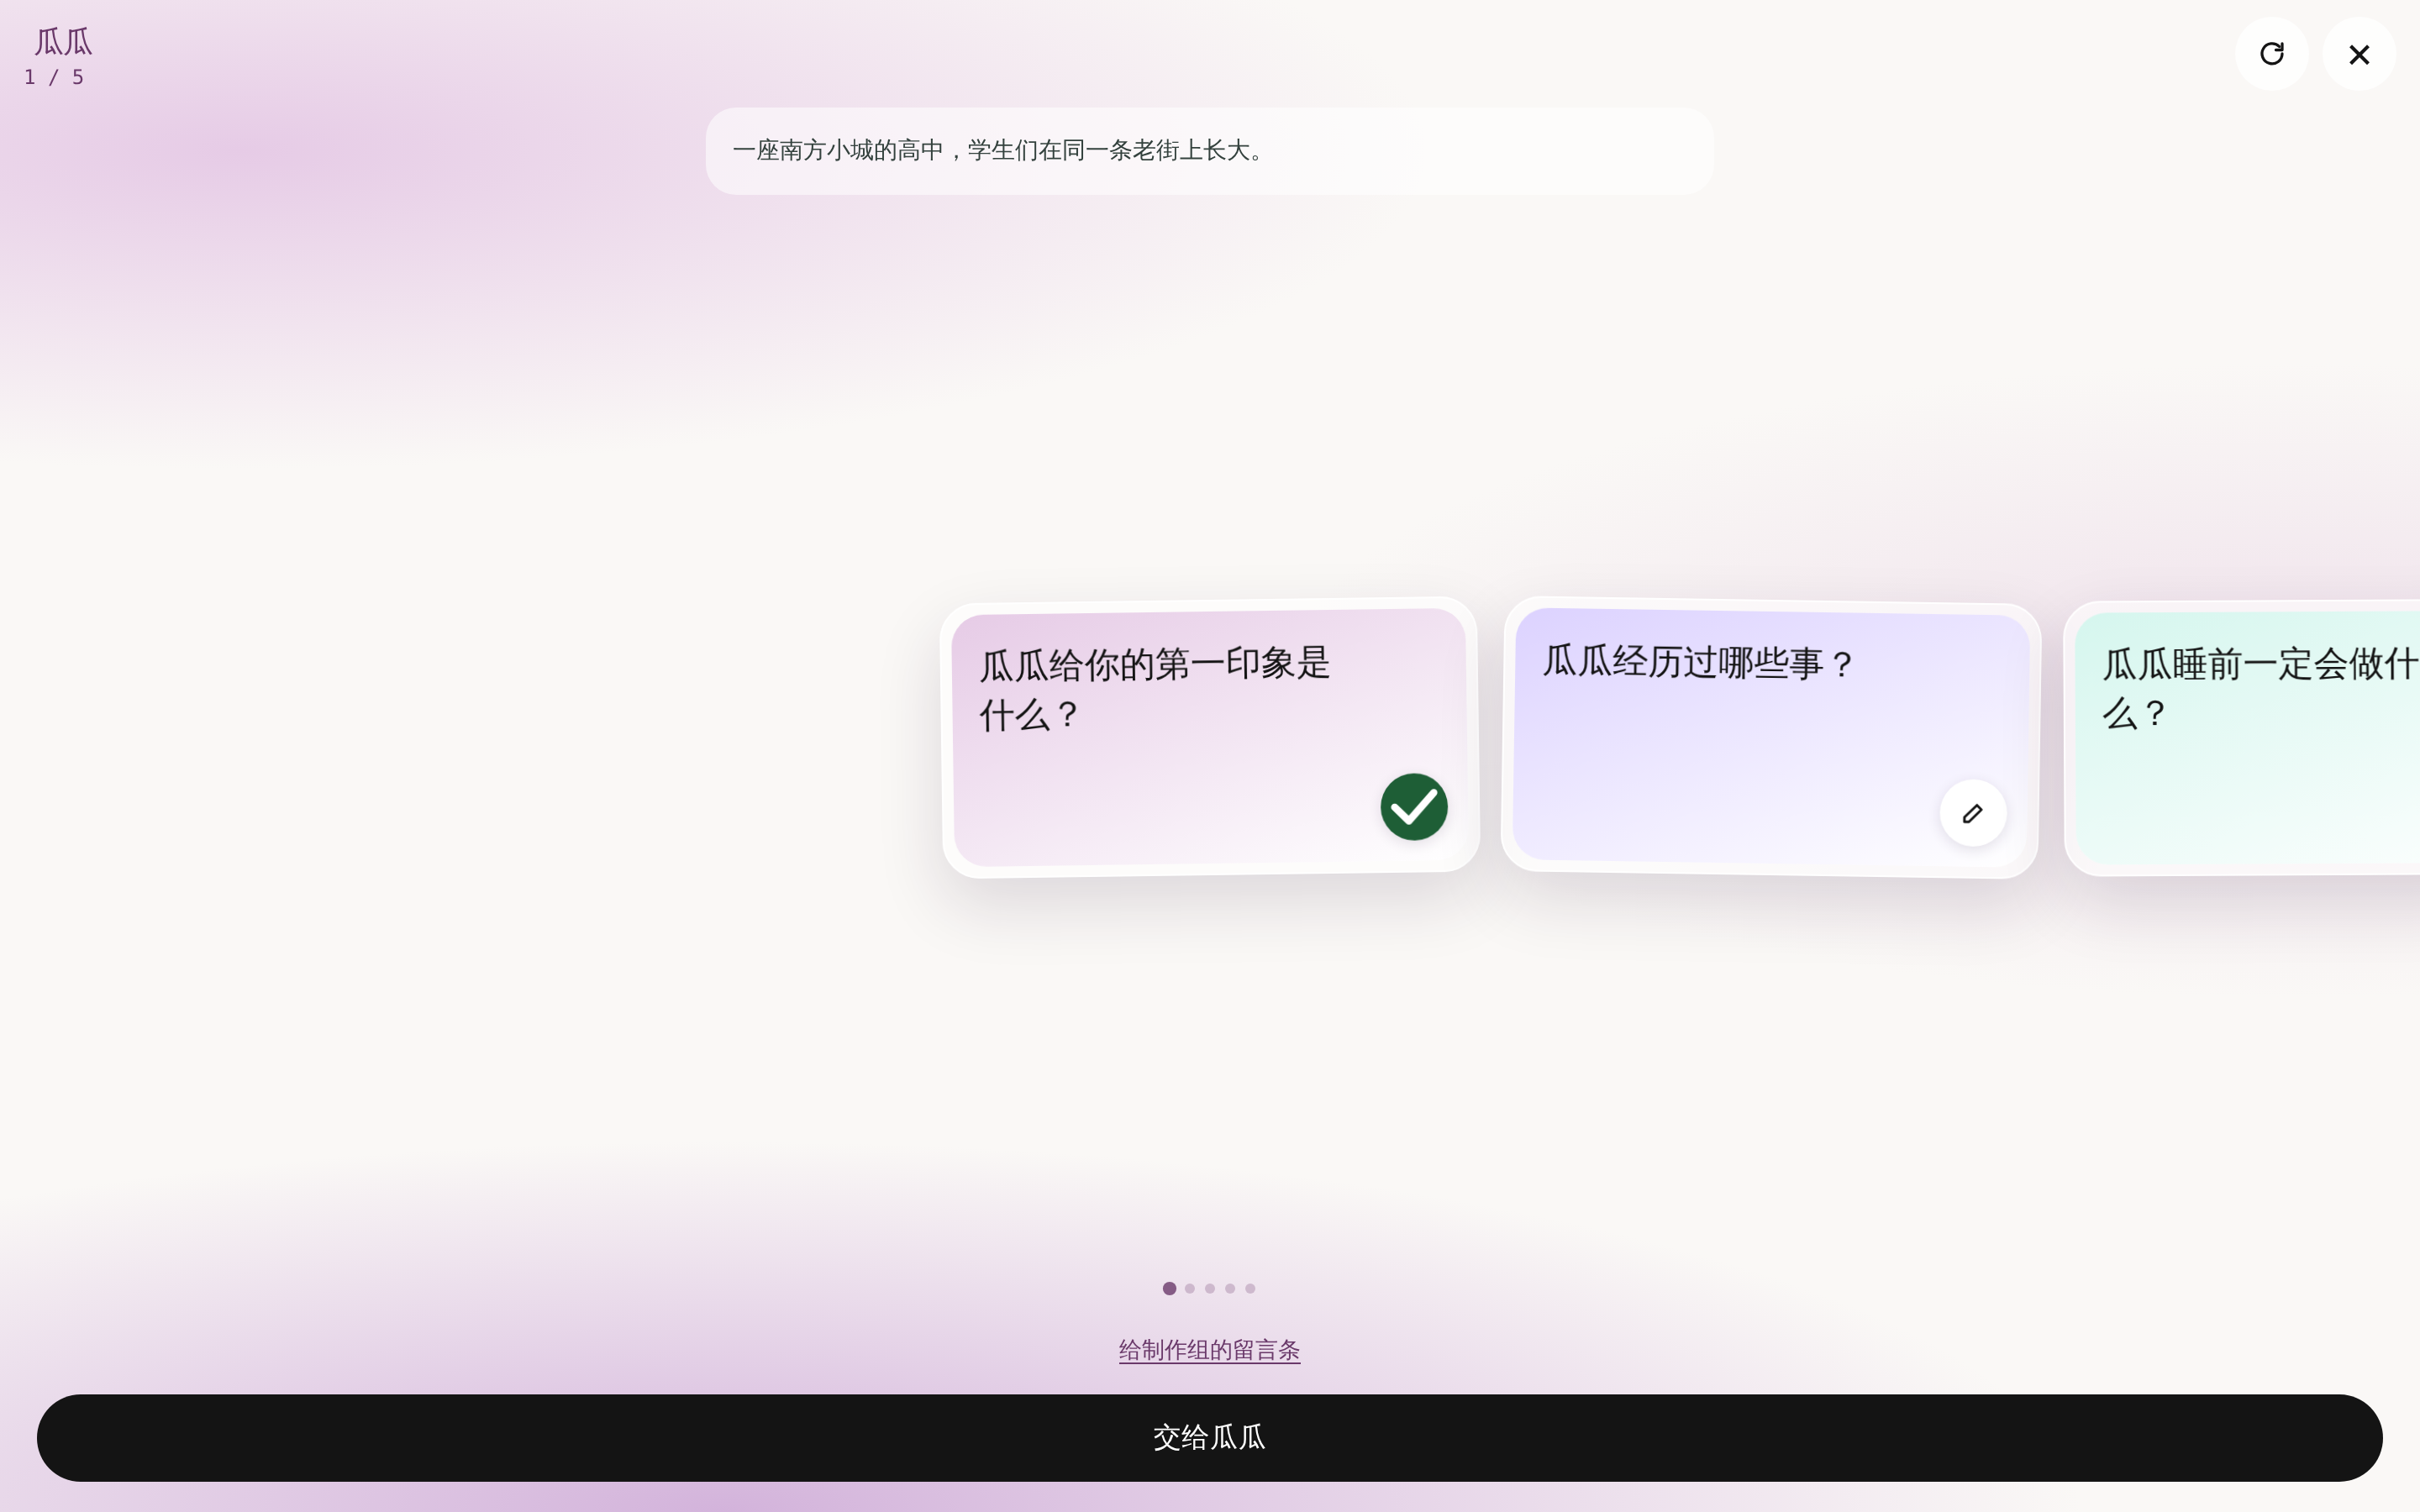 瓜瓜
1 / 5
一座南方小城的高中，学生们在同一条老街上长大。
瓜瓜给你的第一印象是
什么？
瓜瓜经历过哪些事？
瓜瓜睡前一定会做什
么？
给制作组的留言条
交给瓜瓜